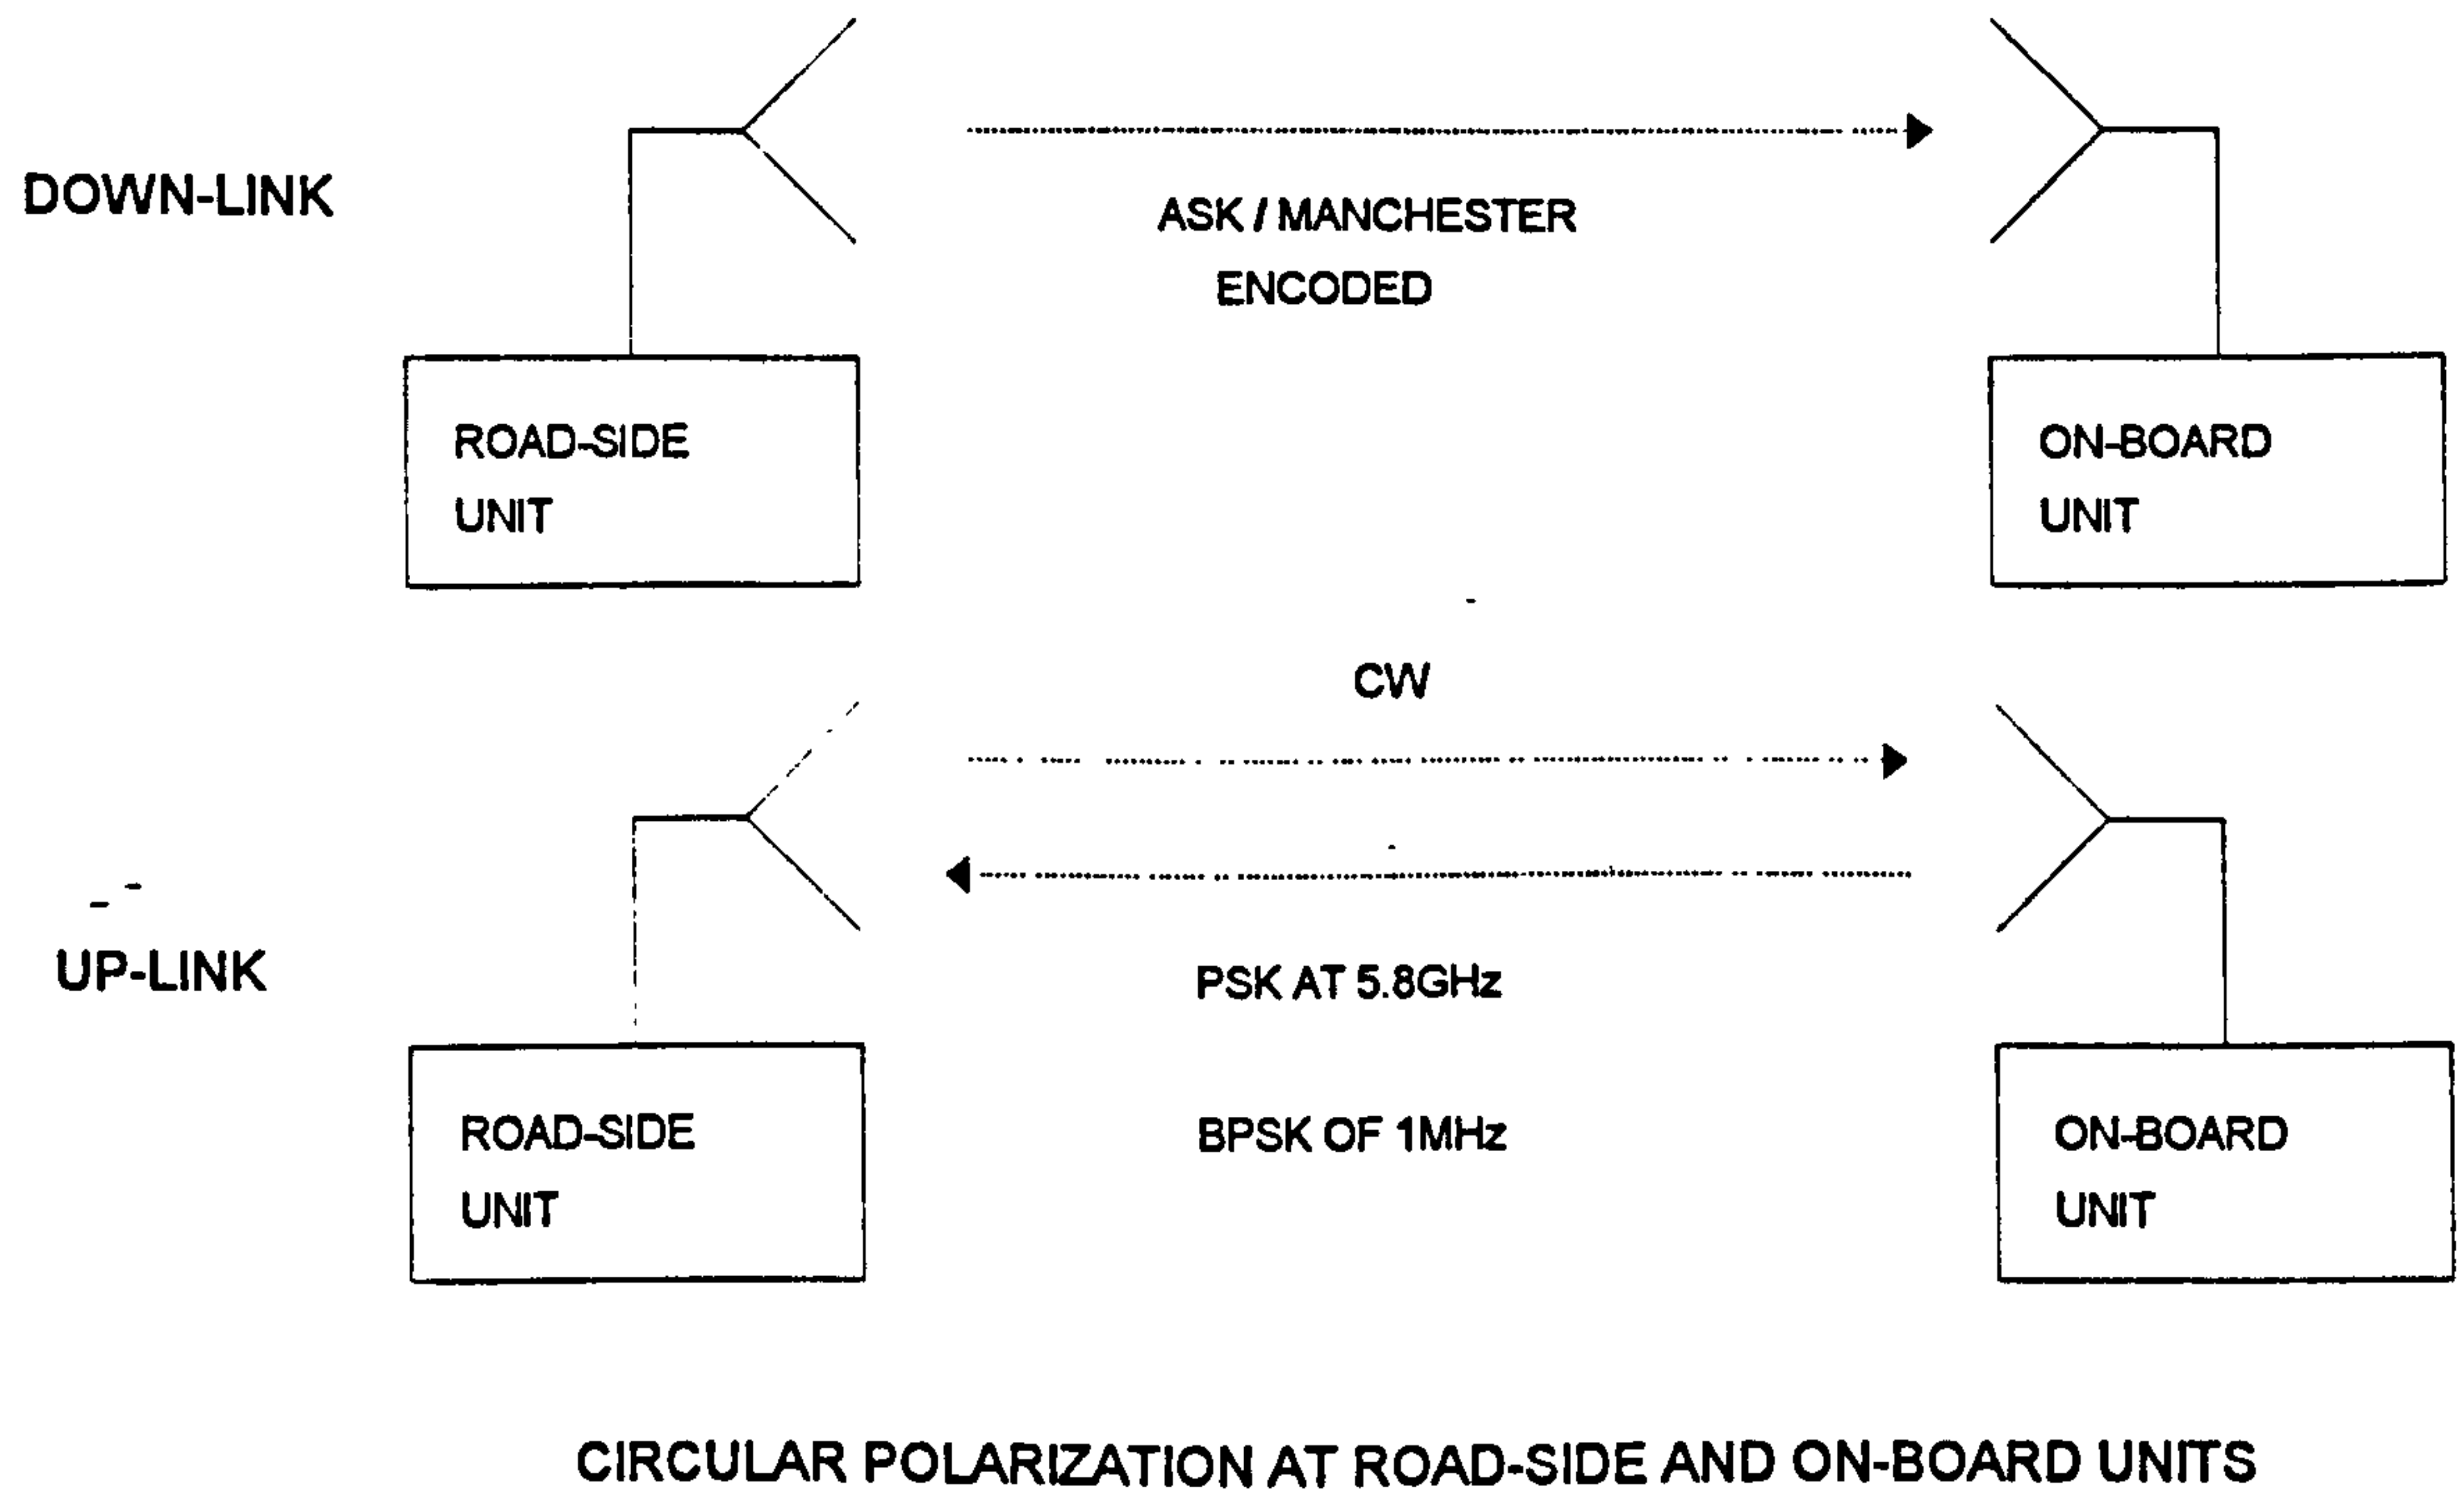 DOWN-LINK
ASK / MANCHESTER
ENCODED
ROAD-SIDE
UNIT
ON-BOARD
UNIT
CW
UP-LINK
PSK AT 5.8GHz
BPSK OF 1MHz
ROAD-SIDE
UNIT
ON-BOARD
UNIT
CIRCULAR POLARIZATION AT ROAD-SIDE AND ON-BOARD UNITS